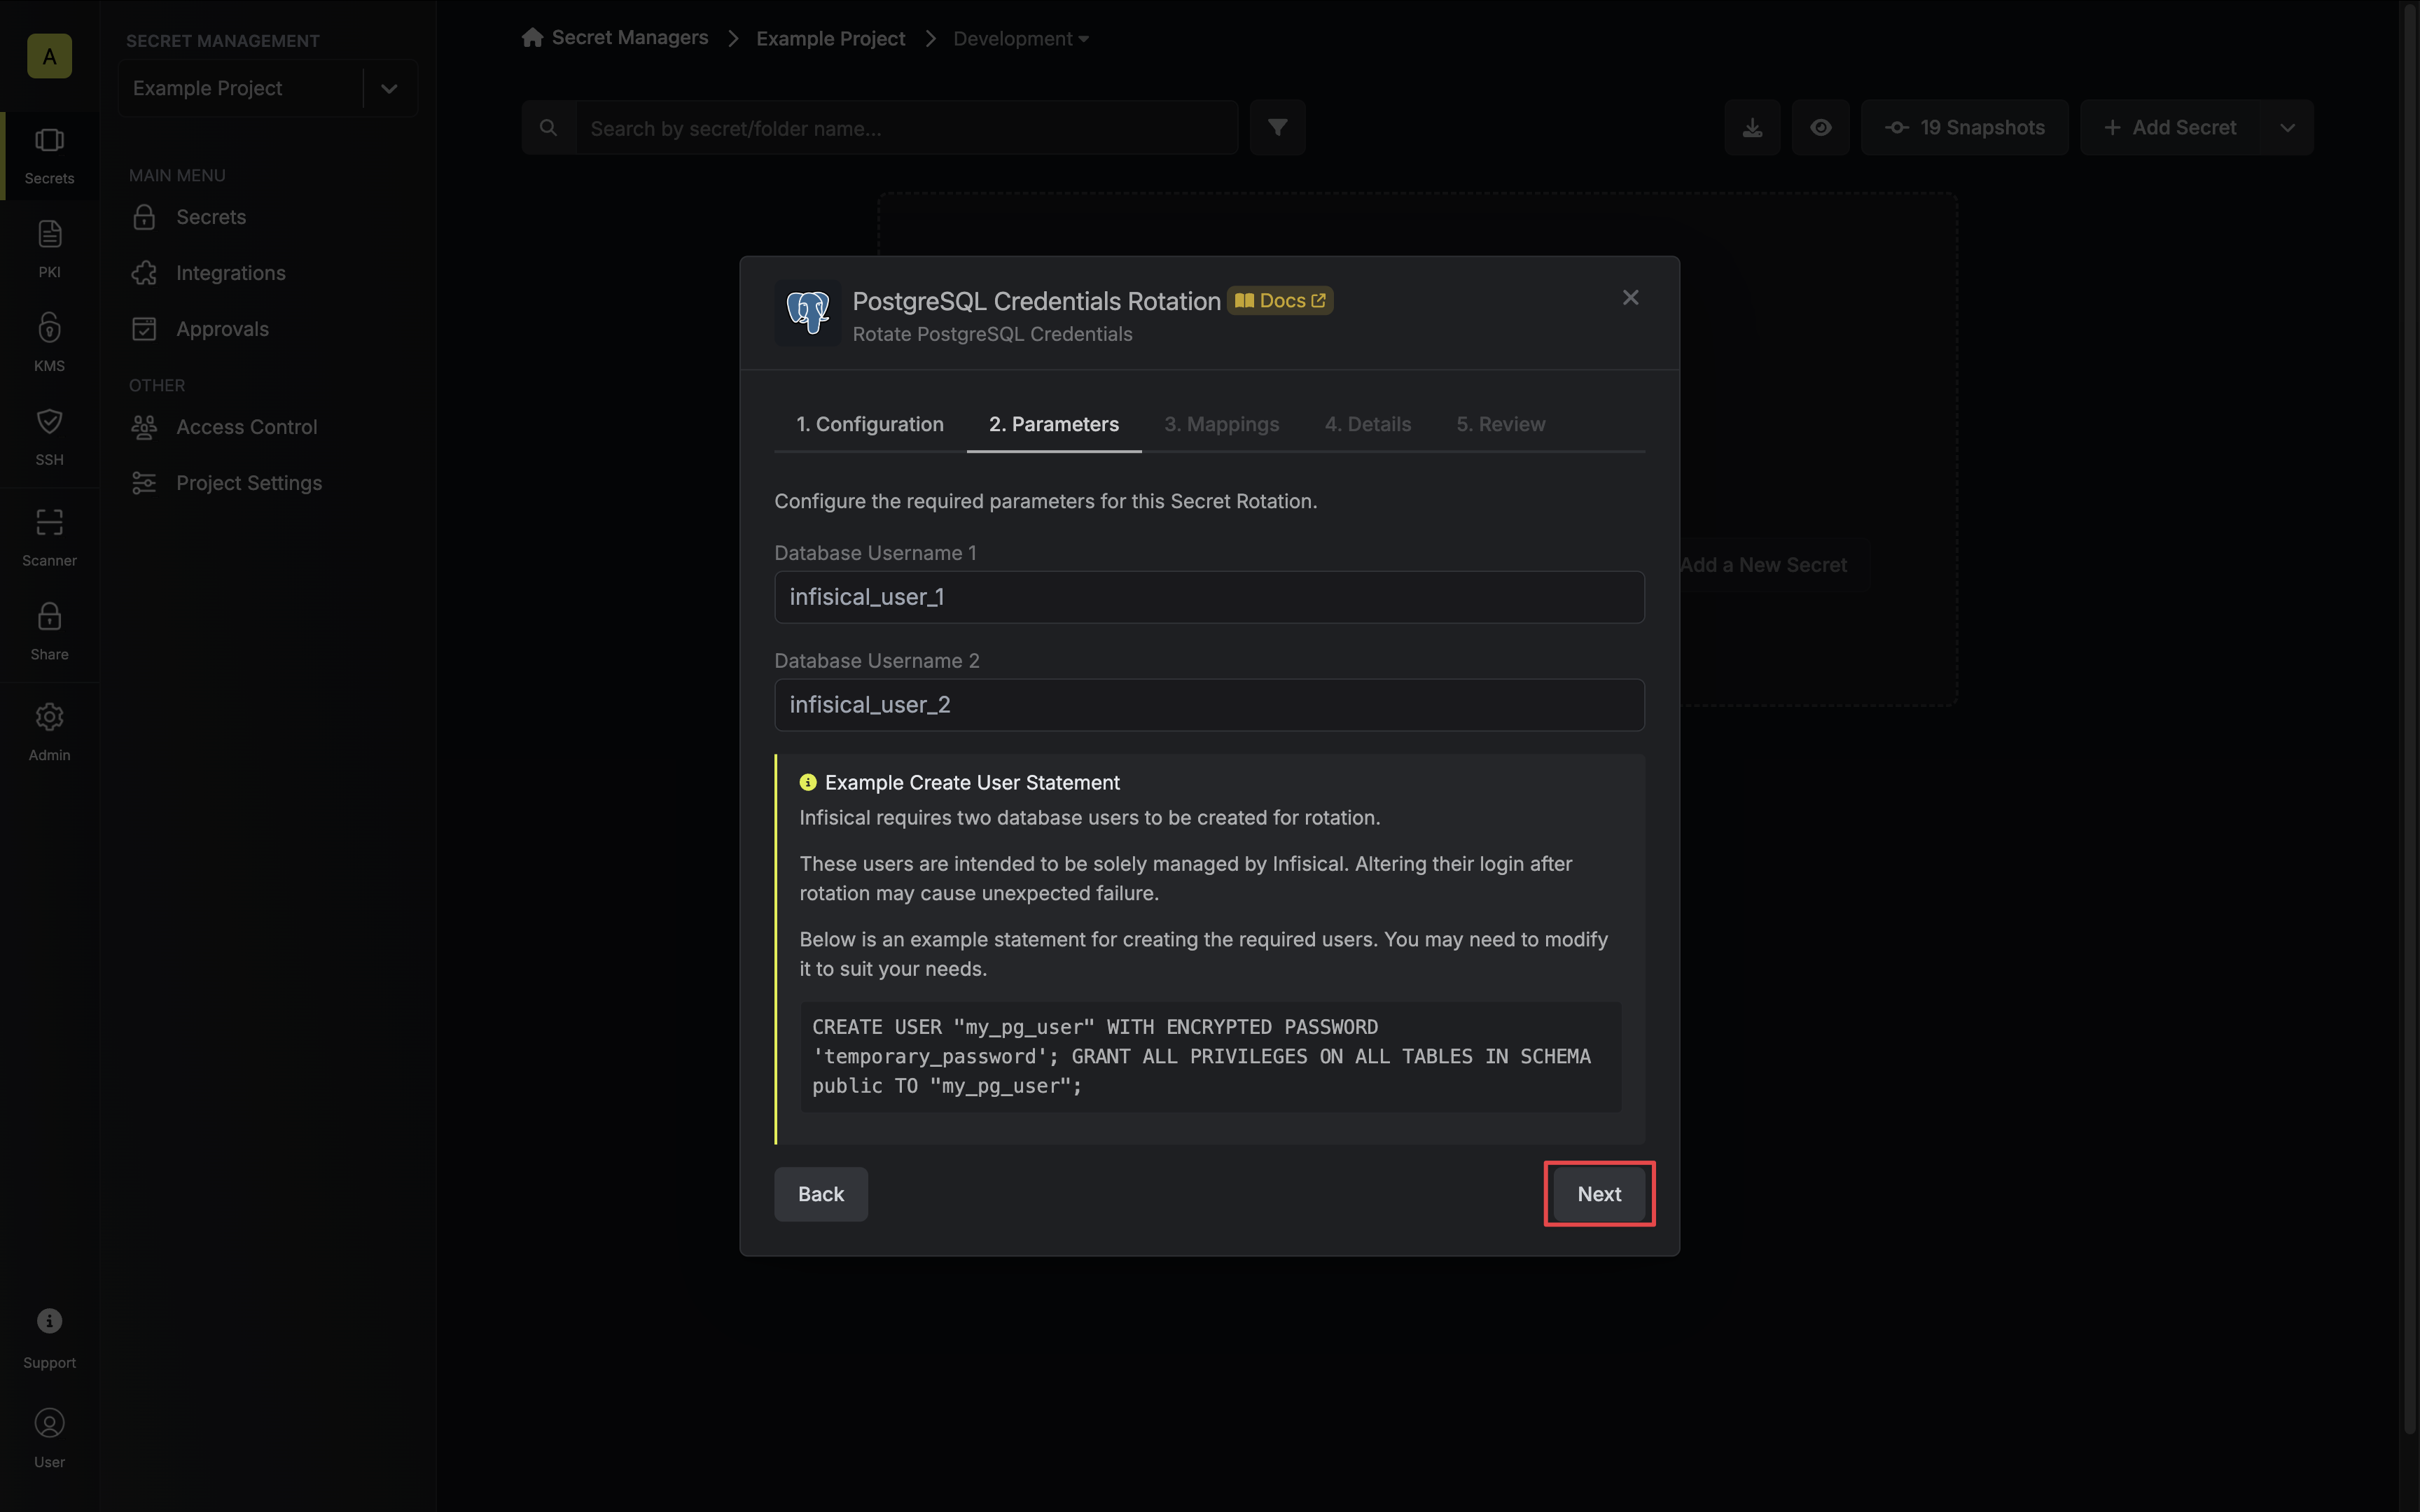 A
Secrets
PKI
KMS
SSH
Scanner
Share
Admin
Support
User
SECRET MANAGEMENT
Example Project
MAIN MENU
Secrets
Integrations
Approvals
OTHER
Access Control
Project Settings
Secret Managers
Example Project
Development
Search by secret/folder name...
19 Snapshots
Add Secret
Add a New Secret
PostgreSQL Credentials Rotation
Docs
Rotate PostgreSQL Credentials
1. Configuration
2. Parameters
3. Mappings
4. Details
5. Review
Configure the required parameters for this Secret Rotation.
Database Username 1
infisical_user_1
Database Username 2
infisical_user_2
Example Create User Statement
Infisical requires two database users to be created for rotation.
These users are intended to be solely managed by Infisical. Altering their login after
rotation may cause unexpected failure.
Below is an example statement for creating the required users. You may need to modify
it to suit your needs.
CREATE USER "my_pg_user" WITH ENCRYPTED PASSWORD
'temporary_password'; GRANT ALL PRIVILEGES ON ALL TABLES IN SCHEMA
public TO "my_pg_user";
Back
Next